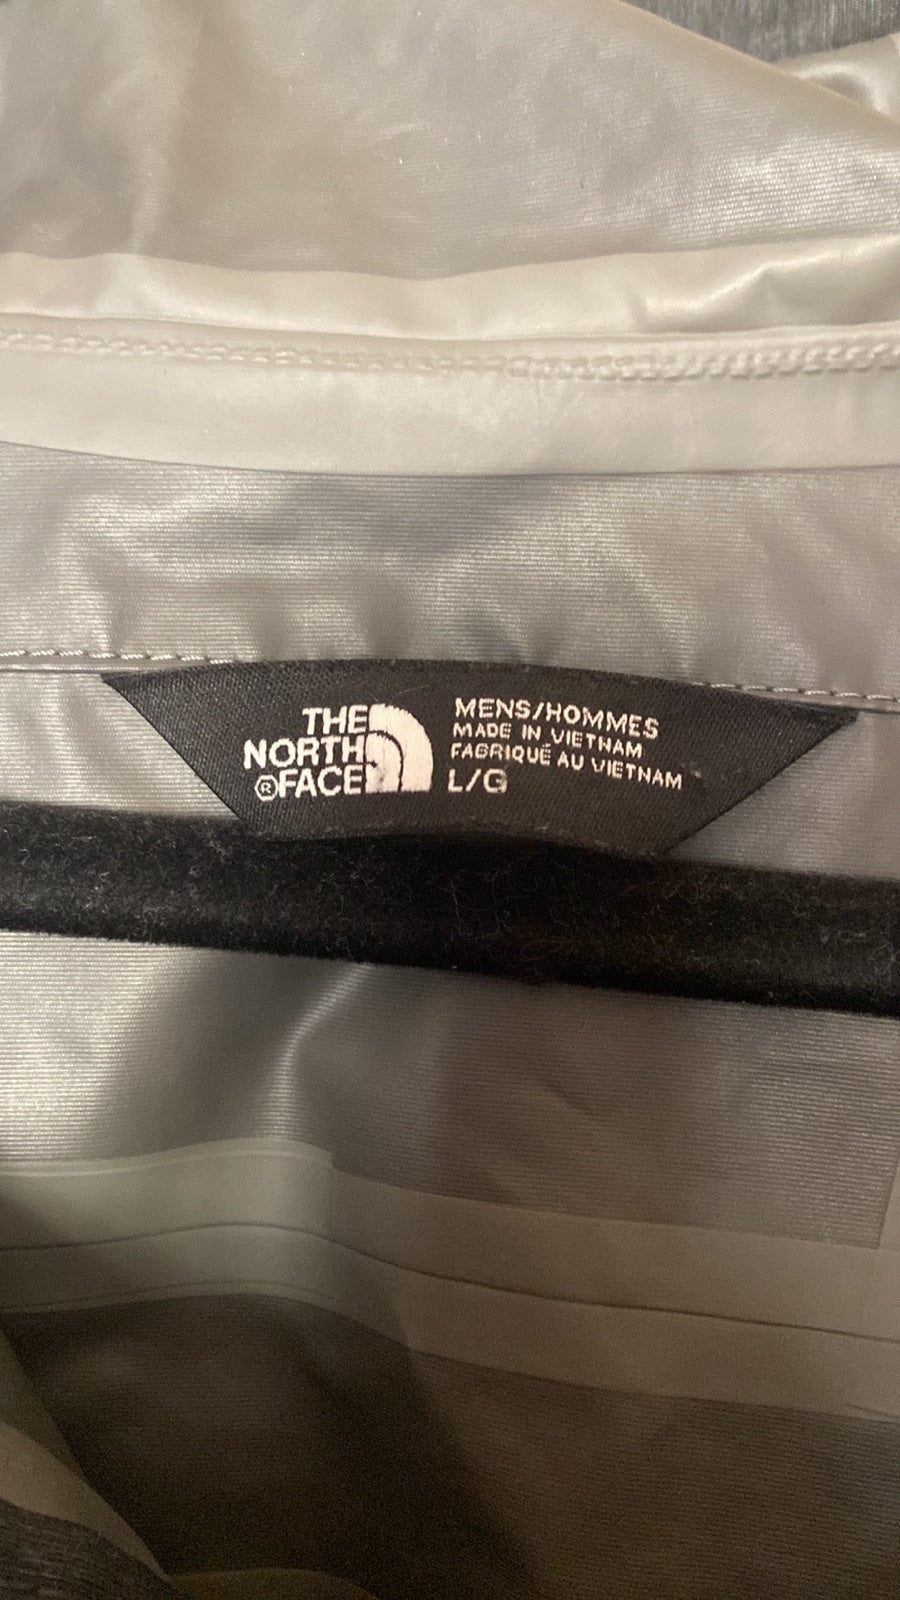 THE
NORTH
®FACE
MENS/HOMMES
MADE IN VIETNAM
FABRIQUÉ AU VIETNAM
L/G